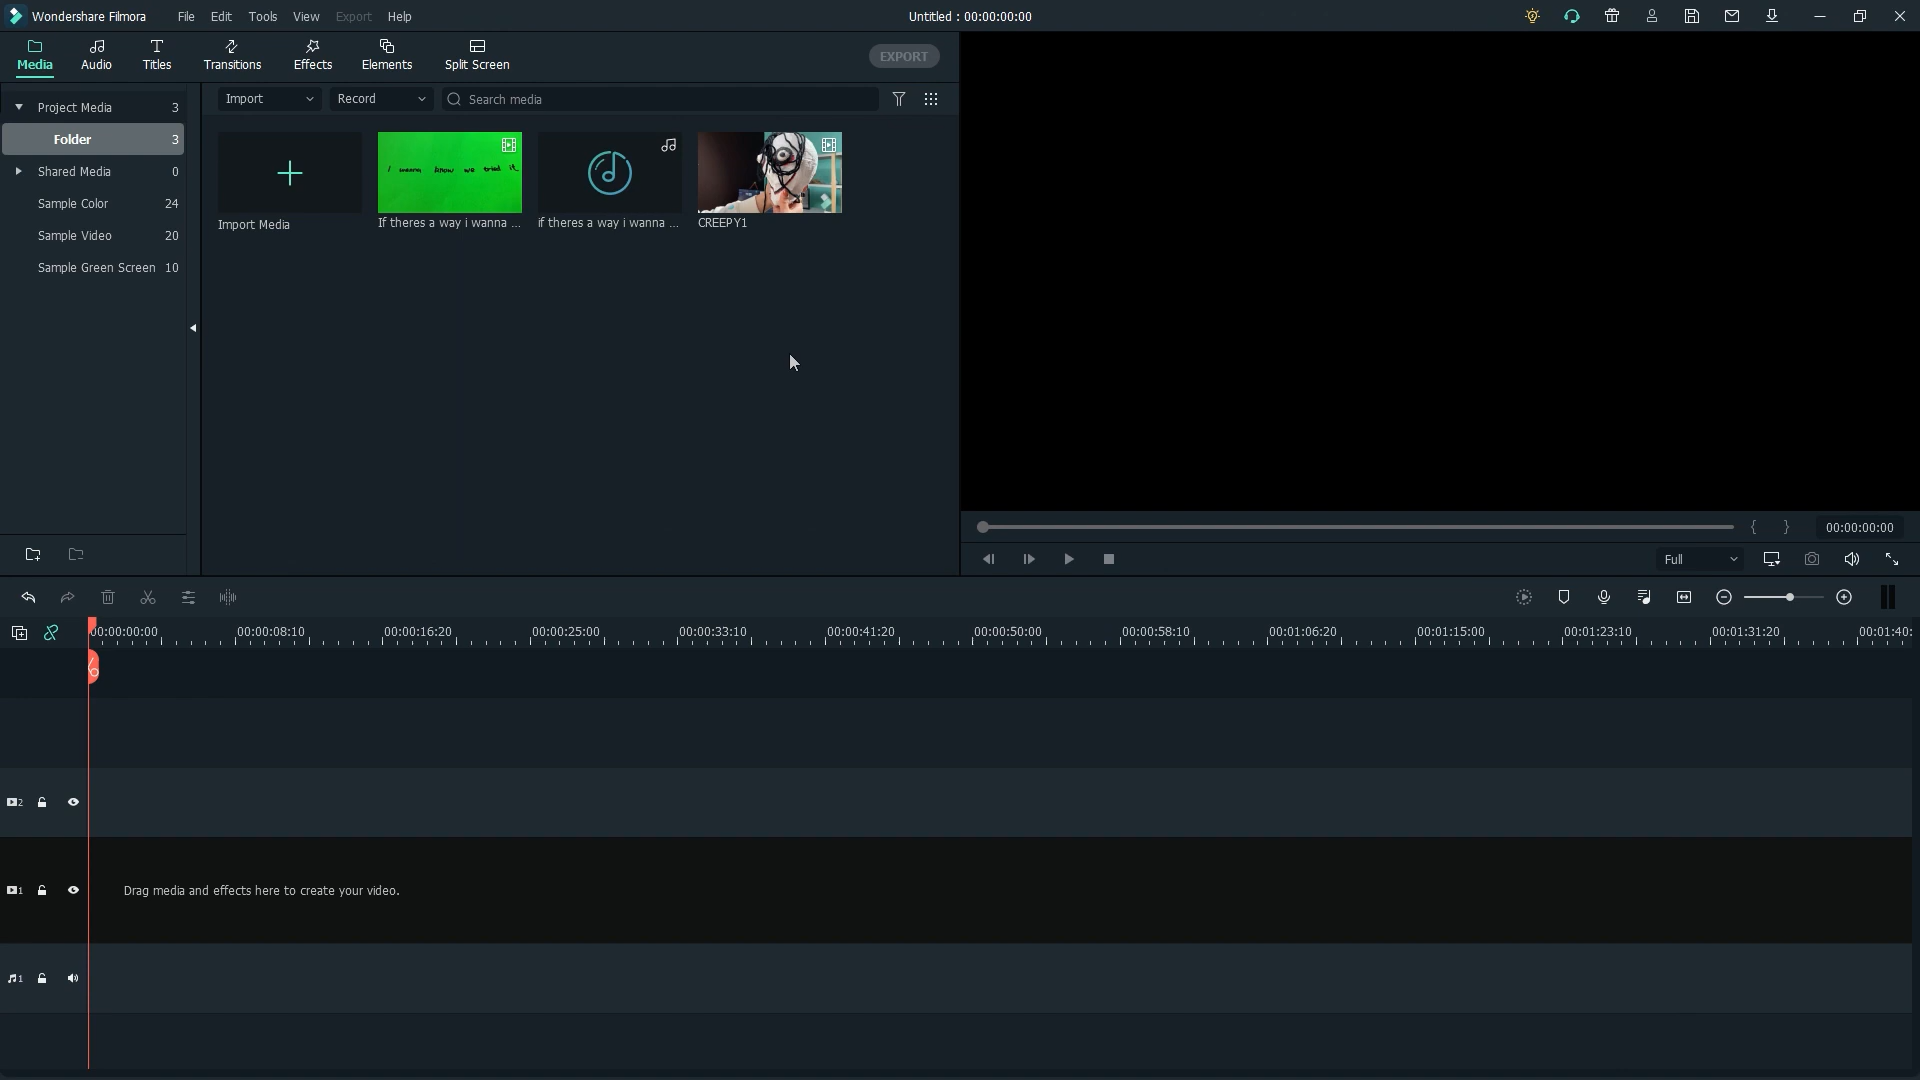 Wondershare Filmora File Edit Tools View Export Help Untitled : 00:00:00:00
Media Audio Titles Transitions Effects Elements Split Screen EXPORT
Project Media 3
Folder 3
Shared Media 0
Sample Color 24
Sample Video 20
Sample Green Screen 10
Import Record Search media
I wanna know we tried it
Import Media
If theres a way i wanna ...
if theres a way i wanna ...
CREEPY1
{ } 00:00:00:00
Full
00:00:00:00 00:00:08:10 00:00:16:20 00:00:25:00 00:00:33:10 00:00:41:20 00:00:50:00 00:00:58:10 00:01:06:20 00:01:15:00 00:01:23:10 00:01:31:20 00:01:40:
2
1 Drag media and effects here to create your video.
1